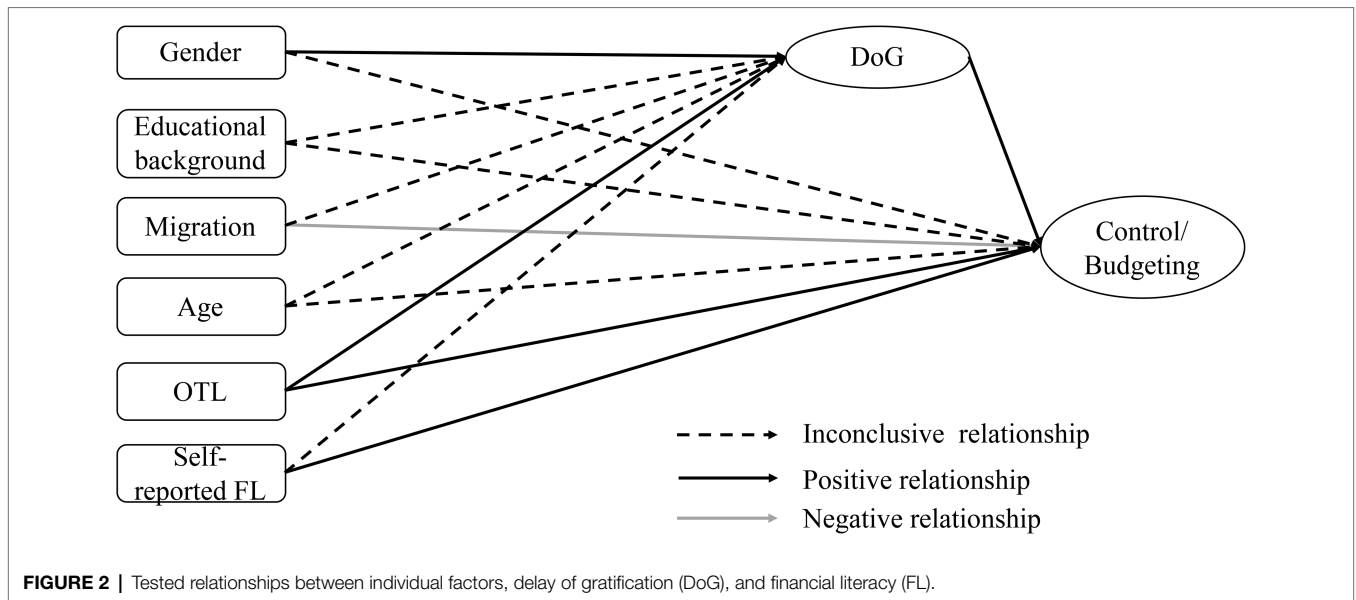 Gender
DoG
Educational
background
Migration
Control/
Budgeting
Age
OTL
Self-
reported FL
Inconclusive relationship
Positive relationship
Negative relationship
FIGURE 2 | Tested relationships between individual factors, delay of gratification (DoG), and financial literacy (FL).